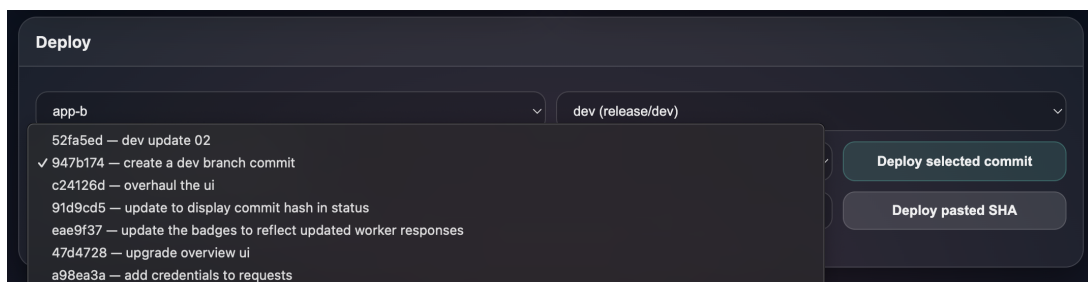 Deploy
app-b
dev (release/dev)
52fa5ed — dev update 02
✓ 947b174 — create a dev branch commit
c24126d — overhaul the ui
91d9cd5 — update to display commit hash in status
eae9f37 — update the badges to reflect updated worker responses
47d4728 — upgrade overview ui
a98ea3a — add credentials to requests
Deploy selected commit
Deploy pasted SHA